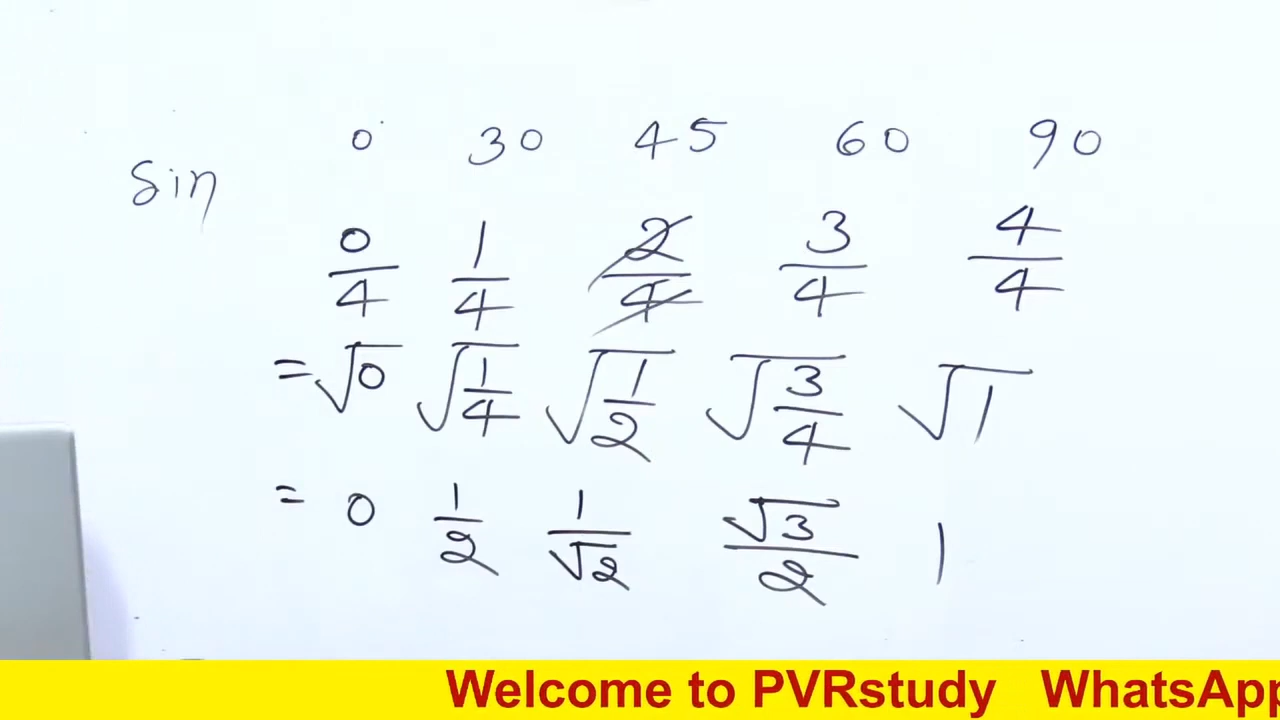 0 30 45 60 90
Sin
0/4 1/4 2/4 3/4 4/4
= √0 √1/4 √1/2 √3/4 √1
= 0 1/2 1/√2 √3/2 1
Welcome to PVRstudy WhatsApp